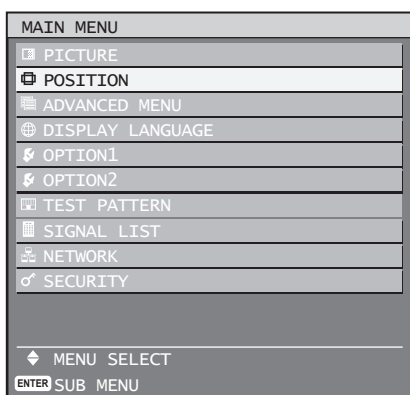 MAIN MENU
PICTURE
POSITION
ADVANCED MENU
DISPLAY LANGUAGE
OPTION1
OPTION2
TEST PATTERN
SIGNAL LIST
NETWORK
SECURITY
MENU SELECT
ENTER SUB MENU